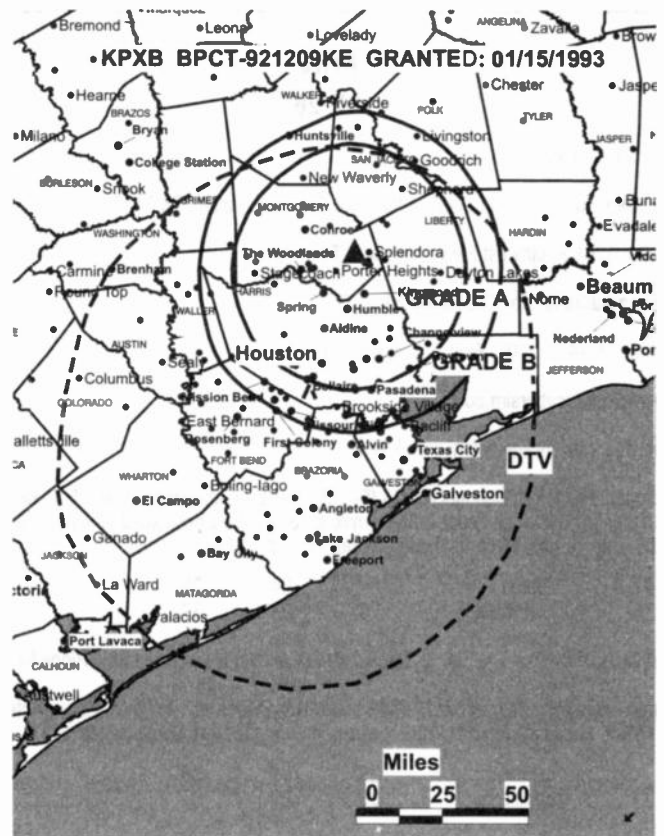 Bremond
Leona
Lovelady
ANGELINA
Zavalla
KPXB BPCT-921209KE GRANTED: 01/15/1993
Hearne
WALKER
Riverside
POLK
Chester
BRAZOS
TYLER
Milano
Bryan
Huntsville
Livingston
JASPER
College Station
SAN JACINTO
Goodrich
BURLESON
Snook
New Waverly
Shepherd
GRIMES
MONTGOMERY
LIBERTY
HARDIN
WASHINGTON
Conroe
The Woodlands
Splendora
Carmine
Brenham
Stagecoach
Porter Heights
Dayton Lakes
Round Top
HARRIS
GRADE A
Nome
Beaum
WALLER
Spring
Humble
AUSTIN
Aldine
Channelview
Nederland
Houston
Sealy
GRADE B
JEFFERSON
Columbus
Bellaire
Pasadena
COLORADO
Mission Bend
Brookside Village
East Bernard
Missouri
Bacliff
Rosenberg
First Colony
Alvin
Texas City
FORT BEND
WHARTON
BRAZORIA
DTV
Boling-Iago
GALVESTON
Galveston
El Campo
Angleton
Ganado
Lake Jackson
JACKSON
Bay City
Freeport
La Ward
MATAGORDA
Palacios
Port Lavaca
CALHOUN
Austwell
Miles
0 25 50